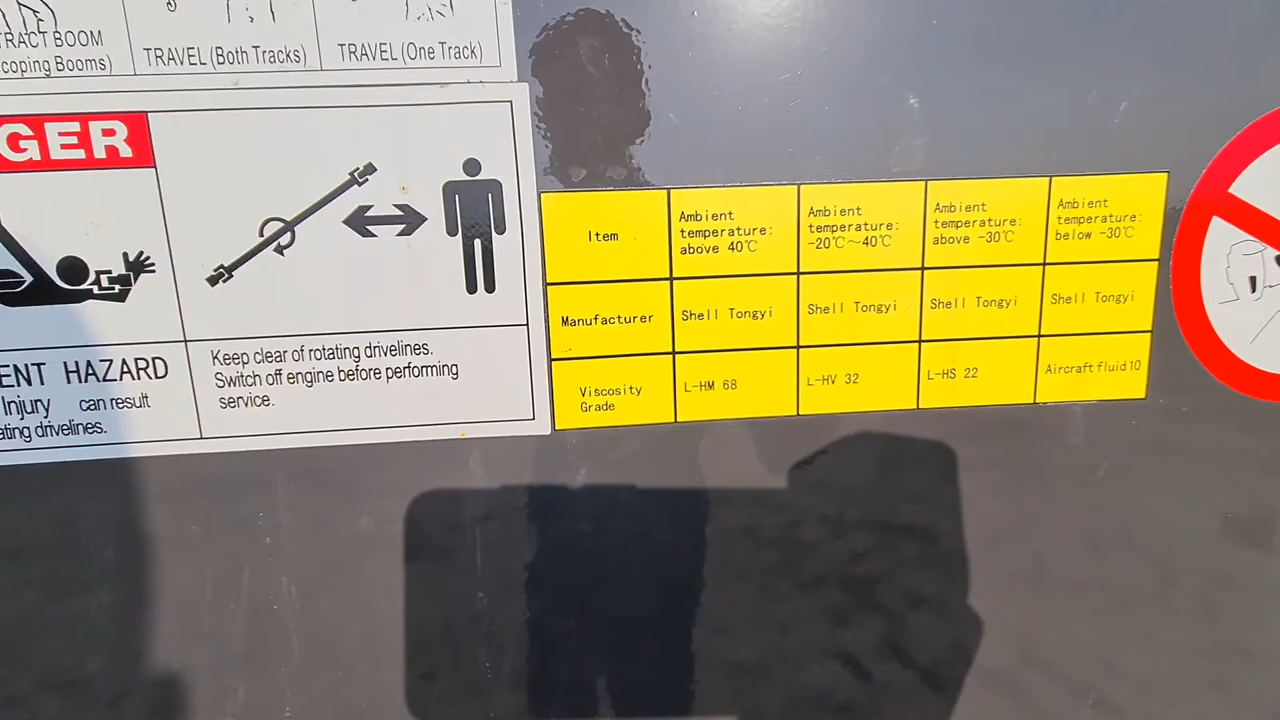 TRACT BOOM
coping Booms)
TRAVEL (Both Tracks)
TRAVEL (One Track)
GER
ENT HAZARD
Injury can result
ating drivelines.
Keep clear of rotating drivelines.
Switch off engine before performing
service.
Item
Ambient
temperature:
above 40℃
Ambient
temperature:
-20℃~40℃
Ambient
temperature:
above -30℃
Ambient
temperature:
below -30℃
Manufacturer
Shell Tongyi
Shell Tongyi
Shell Tongyi
Shell Tongyi
Viscosity
Grade
L-HM 68
L-HV 32
L-HS 22
Aircraft fluid 10